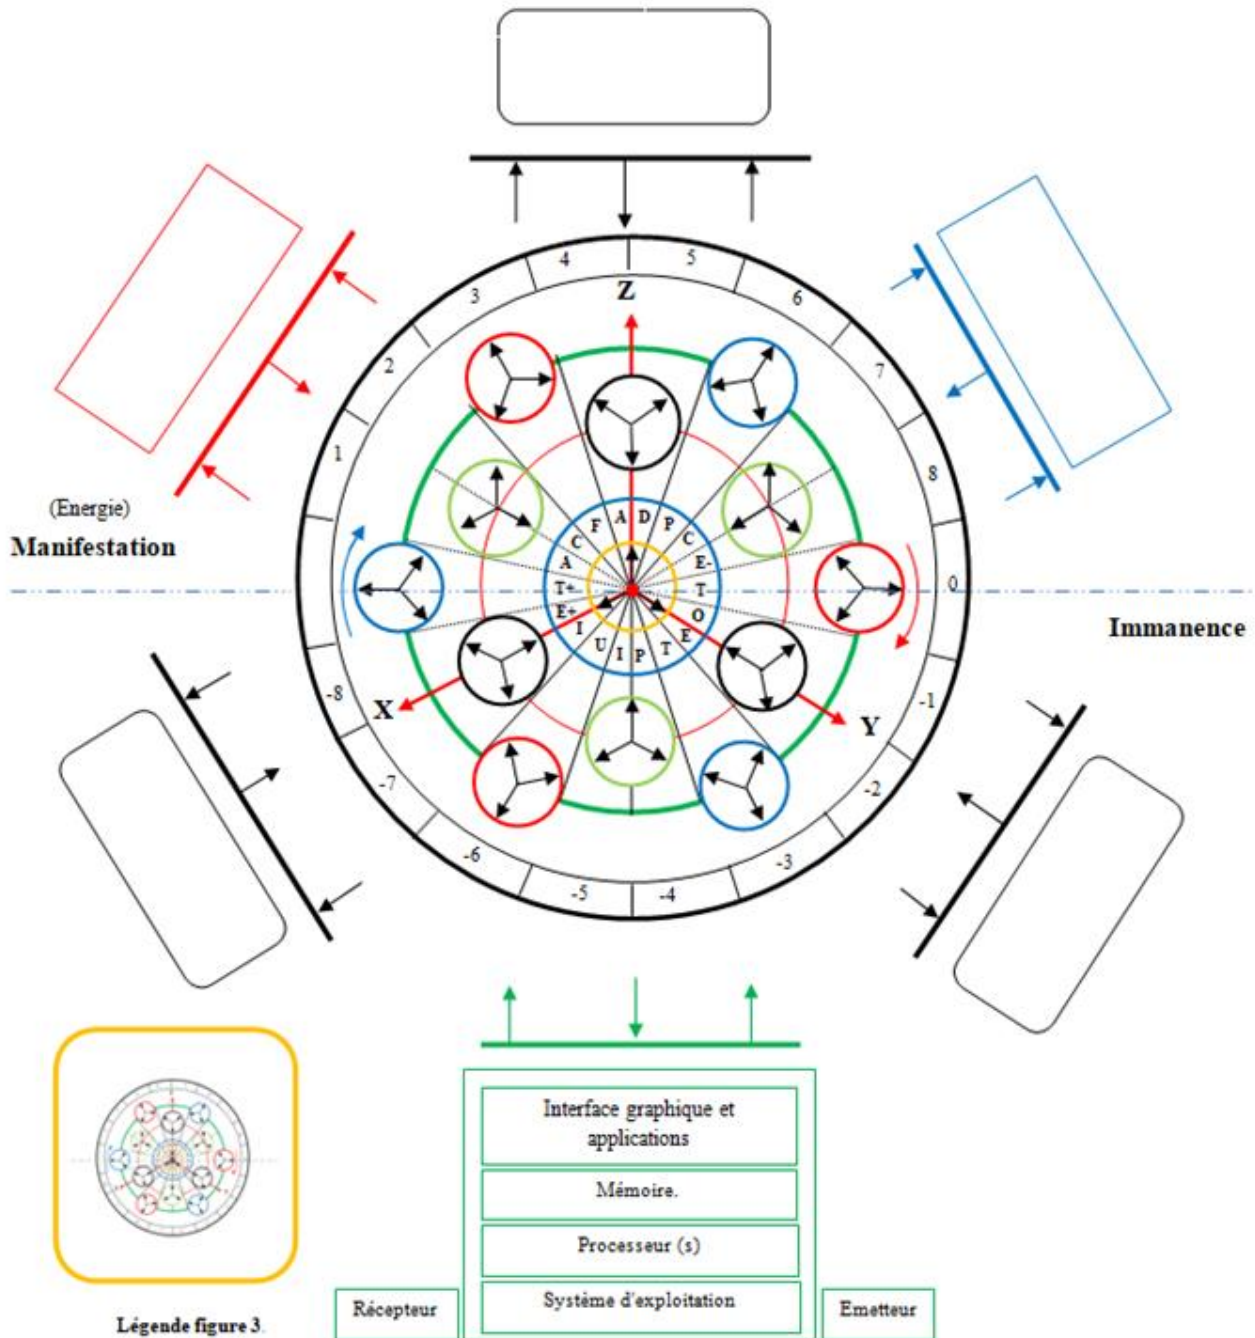 4 5
3 6
Z
2 7
1 8
A D
F P
C C
A E-
T+ T
E+ O
I E
U T
I P
(Energie)
Manifestation
0
Immanence
-8 -1
X Y
-7 -2
-6 -3
-5 -4
Interface graphique et
applications
Mémoire.
Processeur (s)
Système d'exploitation
Récepteur
Emetteur
Légende figure 3.